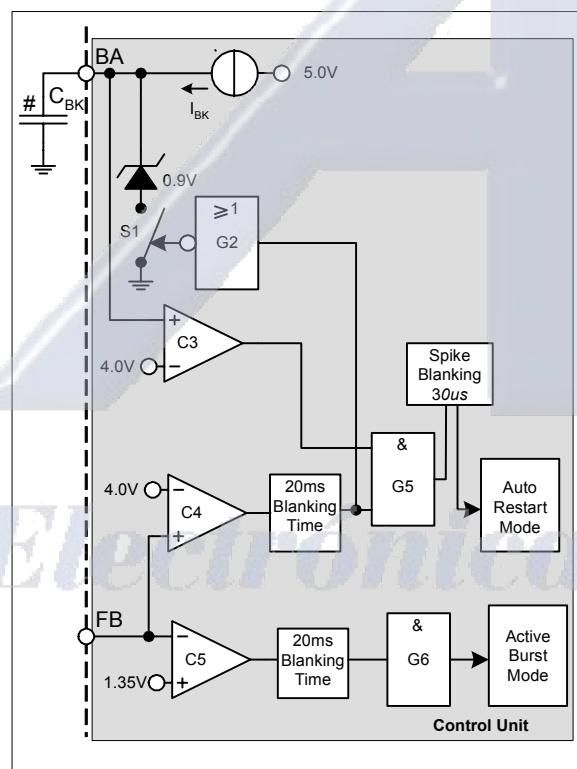 BA
5.0V
# C_BK
I_BK
0.9V
S1
≥1
G2
+
C3
4.0V
−
Spike
Blanking
30us
&
G5
4.0V
−
C4
+
20ms
Blanking
Time
Auto
Restart
Mode
Electrónica
FB
−
C5
1.35V
+
20ms
Blanking
Time
&
G6
Active
Burst
Mode
Control Unit